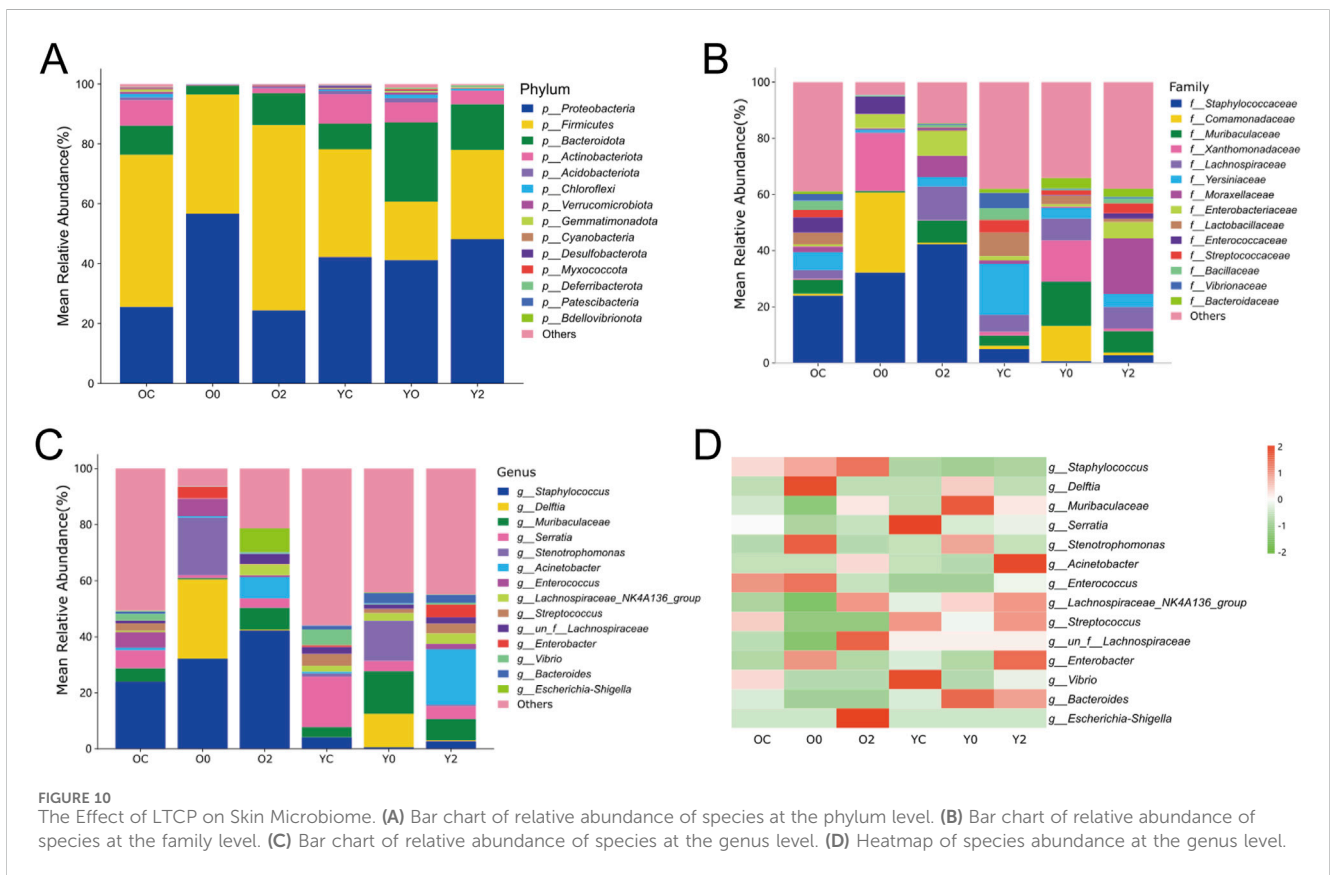 A
Mean Relative Abundance(%)
100
80
60
40
20
0
OC O0 O2 YC YO Y2
Phylum
p__Proteobacteria
p__Firmicutes
p__Bacteroidota
p__Actinobacteriota
p__Acidobacteriota
p__Chloroflexi
p__Verrucomicrobiota
p__Gemmatimonadota
p__Cyanobacteria
p__Desulfobacterota
p__Myxococcota
p__Deferribacterota
p__Patescibacteria
p__Bdellovibrionota
Others
B
Mean Relative Abundance(%)
100
80
60
40
20
0
OC O0 O2 YC Y0 Y2
Family
f__Staphylococcaceae
f__Comamonadaceae
f__Muribaculaceae
f__Xanthomonadaceae
f__Lachnospiraceae
f__Yersiniaceae
f__Moraxellaceae
f__Enterobacteriaceae
f__Lactobacillaceae
f__Enterococcaceae
f__Streptococcaceae
f__Bacillaceae
f__Vibrionaceae
f__Bacteroidaceae
Others
C
Mean Relative Abundance(%)
100
80
60
40
20
0
OC O0 O2 YC Y0 Y2
Genus
g__Staphylococcus
g__Delftia
g__Muribaculaceae
g__Serratia
g__Stenotrophomonas
g__Acinetobacter
g__Enterococcus
g__Lachnospiraceae_NK4A136_group
g__Streptococcus
g__un_f__Lachnospiraceae
g__Enterobacter
g__Vibrio
g__Bacteroides
g__Escherichia-Shigella
Others
D
g__Staphylococcus
g__Delftia
g__Muribaculaceae
g__Serratia
g__Stenotrophomonas
g__Acinetobacter
g__Enterococcus
g__Lachnospiraceae_NK4A136_group
g__Streptococcus
g__un_f__Lachnospiraceae
g__Enterobacter
g__Vibrio
g__Bacteroides
g__Escherichia-Shigella
OC O0 O2 YC Y0 Y2
2
1
0
-1
-2
FIGURE 10
The Effect of LTCP on Skin Microbiome. (A) Bar chart of relative abundance of species at the phylum level. (B) Bar chart of relative abundance of
species at the family level. (C) Bar chart of relative abundance of species at the genus level. (D) Heatmap of species abundance at the genus level.